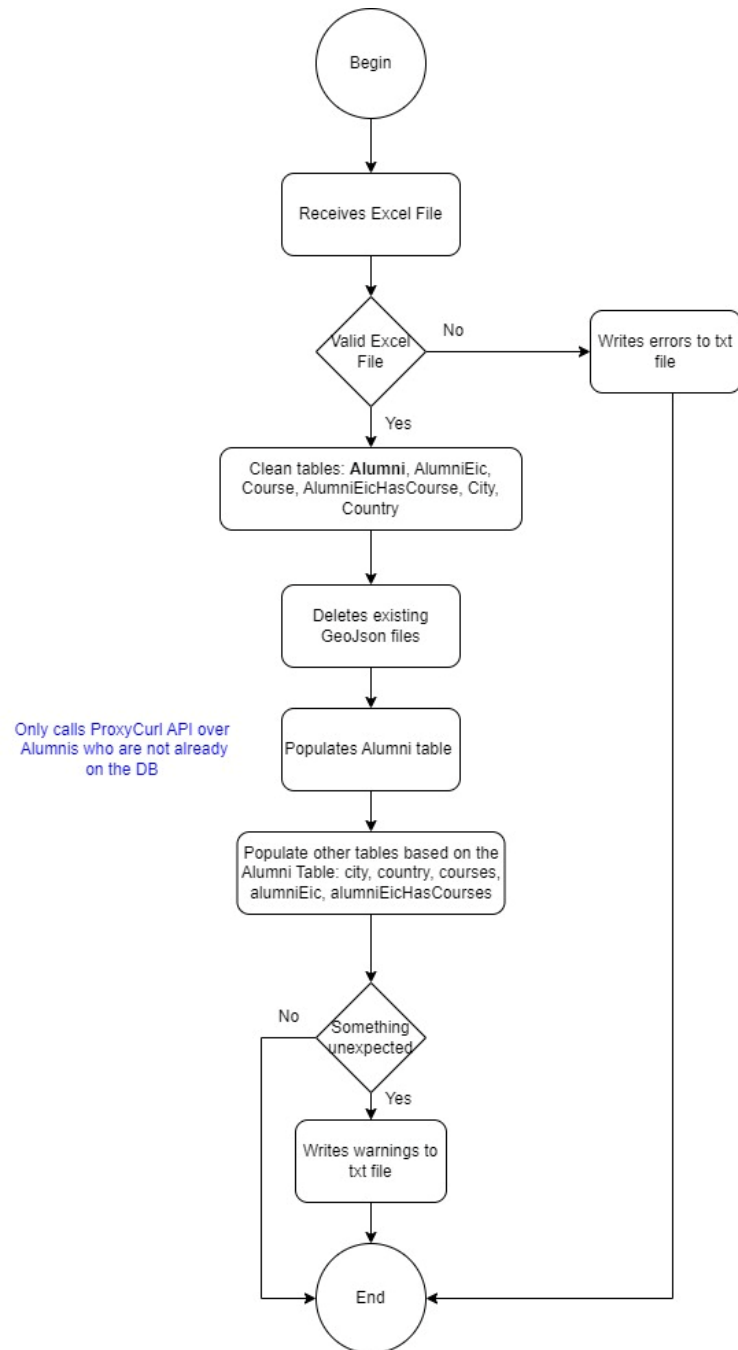 Begin
Receives Excel File
Valid Excel
File
No
Writes errors to txt
file
Yes
Clean tables: Alumni, AlumniEic,
Course, AlumniEicHasCourse, City,
Country
Deletes existing
GeoJson files
Only calls ProxyCurl API over
Alumnis who are not already
on the DB
Populates Alumni table
Populate other tables based on the
Alumni Table: city, country, courses,
alumniEic, alumniEicHasCourses
No
Something
unexpected
Yes
Writes warnings to
txt file
End